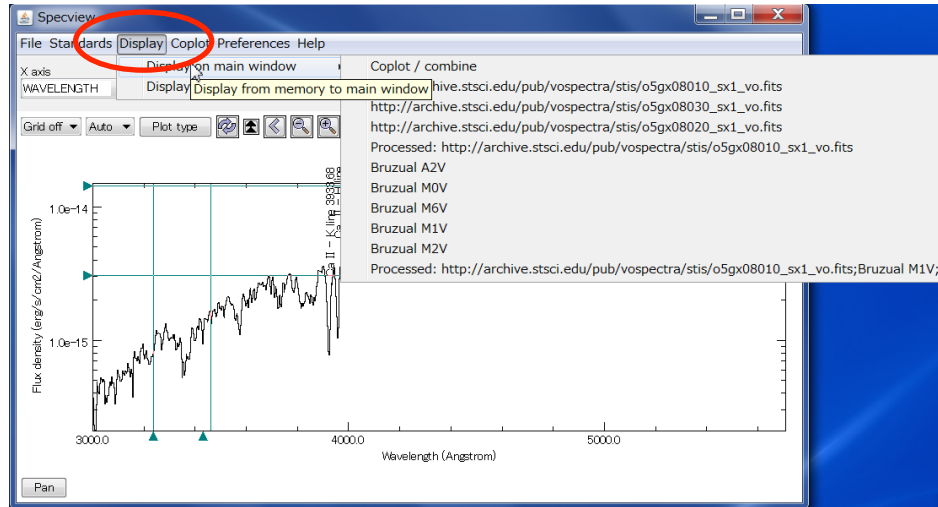 Specview
File Standards Display Coplot Preferences Help
X axis
WAVELENGTH
Display on main window
Display
Display from memory to main window
Coplot / combine
hive.stsci.edu/pub/vospectra/stis/o5gx08010_sx1_vo.fits
http://archive.stsci.edu/pub/vospectra/stis/o5gx08030_sx1_vo.fits
http://archive.stsci.edu/pub/vospectra/stis/o5gx08020_sx1_vo.fits
Processed: http://archive.stsci.edu/pub/vospectra/stis/o5gx08010_sx1_vo.fits
Bruzual A2V
Bruzual M0V
Bruzual M6V
Bruzual M1V
Bruzual M2V
Processed: http://archive.stsci.edu/pub/vospectra/stis/o5gx08010_sx1_vo.fits;Bruzual M1V;
Grid off
Auto
Plot type
Ca II - K line 3933.68
1.0e-14
1.0e-15
Flux density (erg/s/cm2/Angstrom)
3000.0
4000.0
5000.0
Wavelength (Angstrom)
Pan